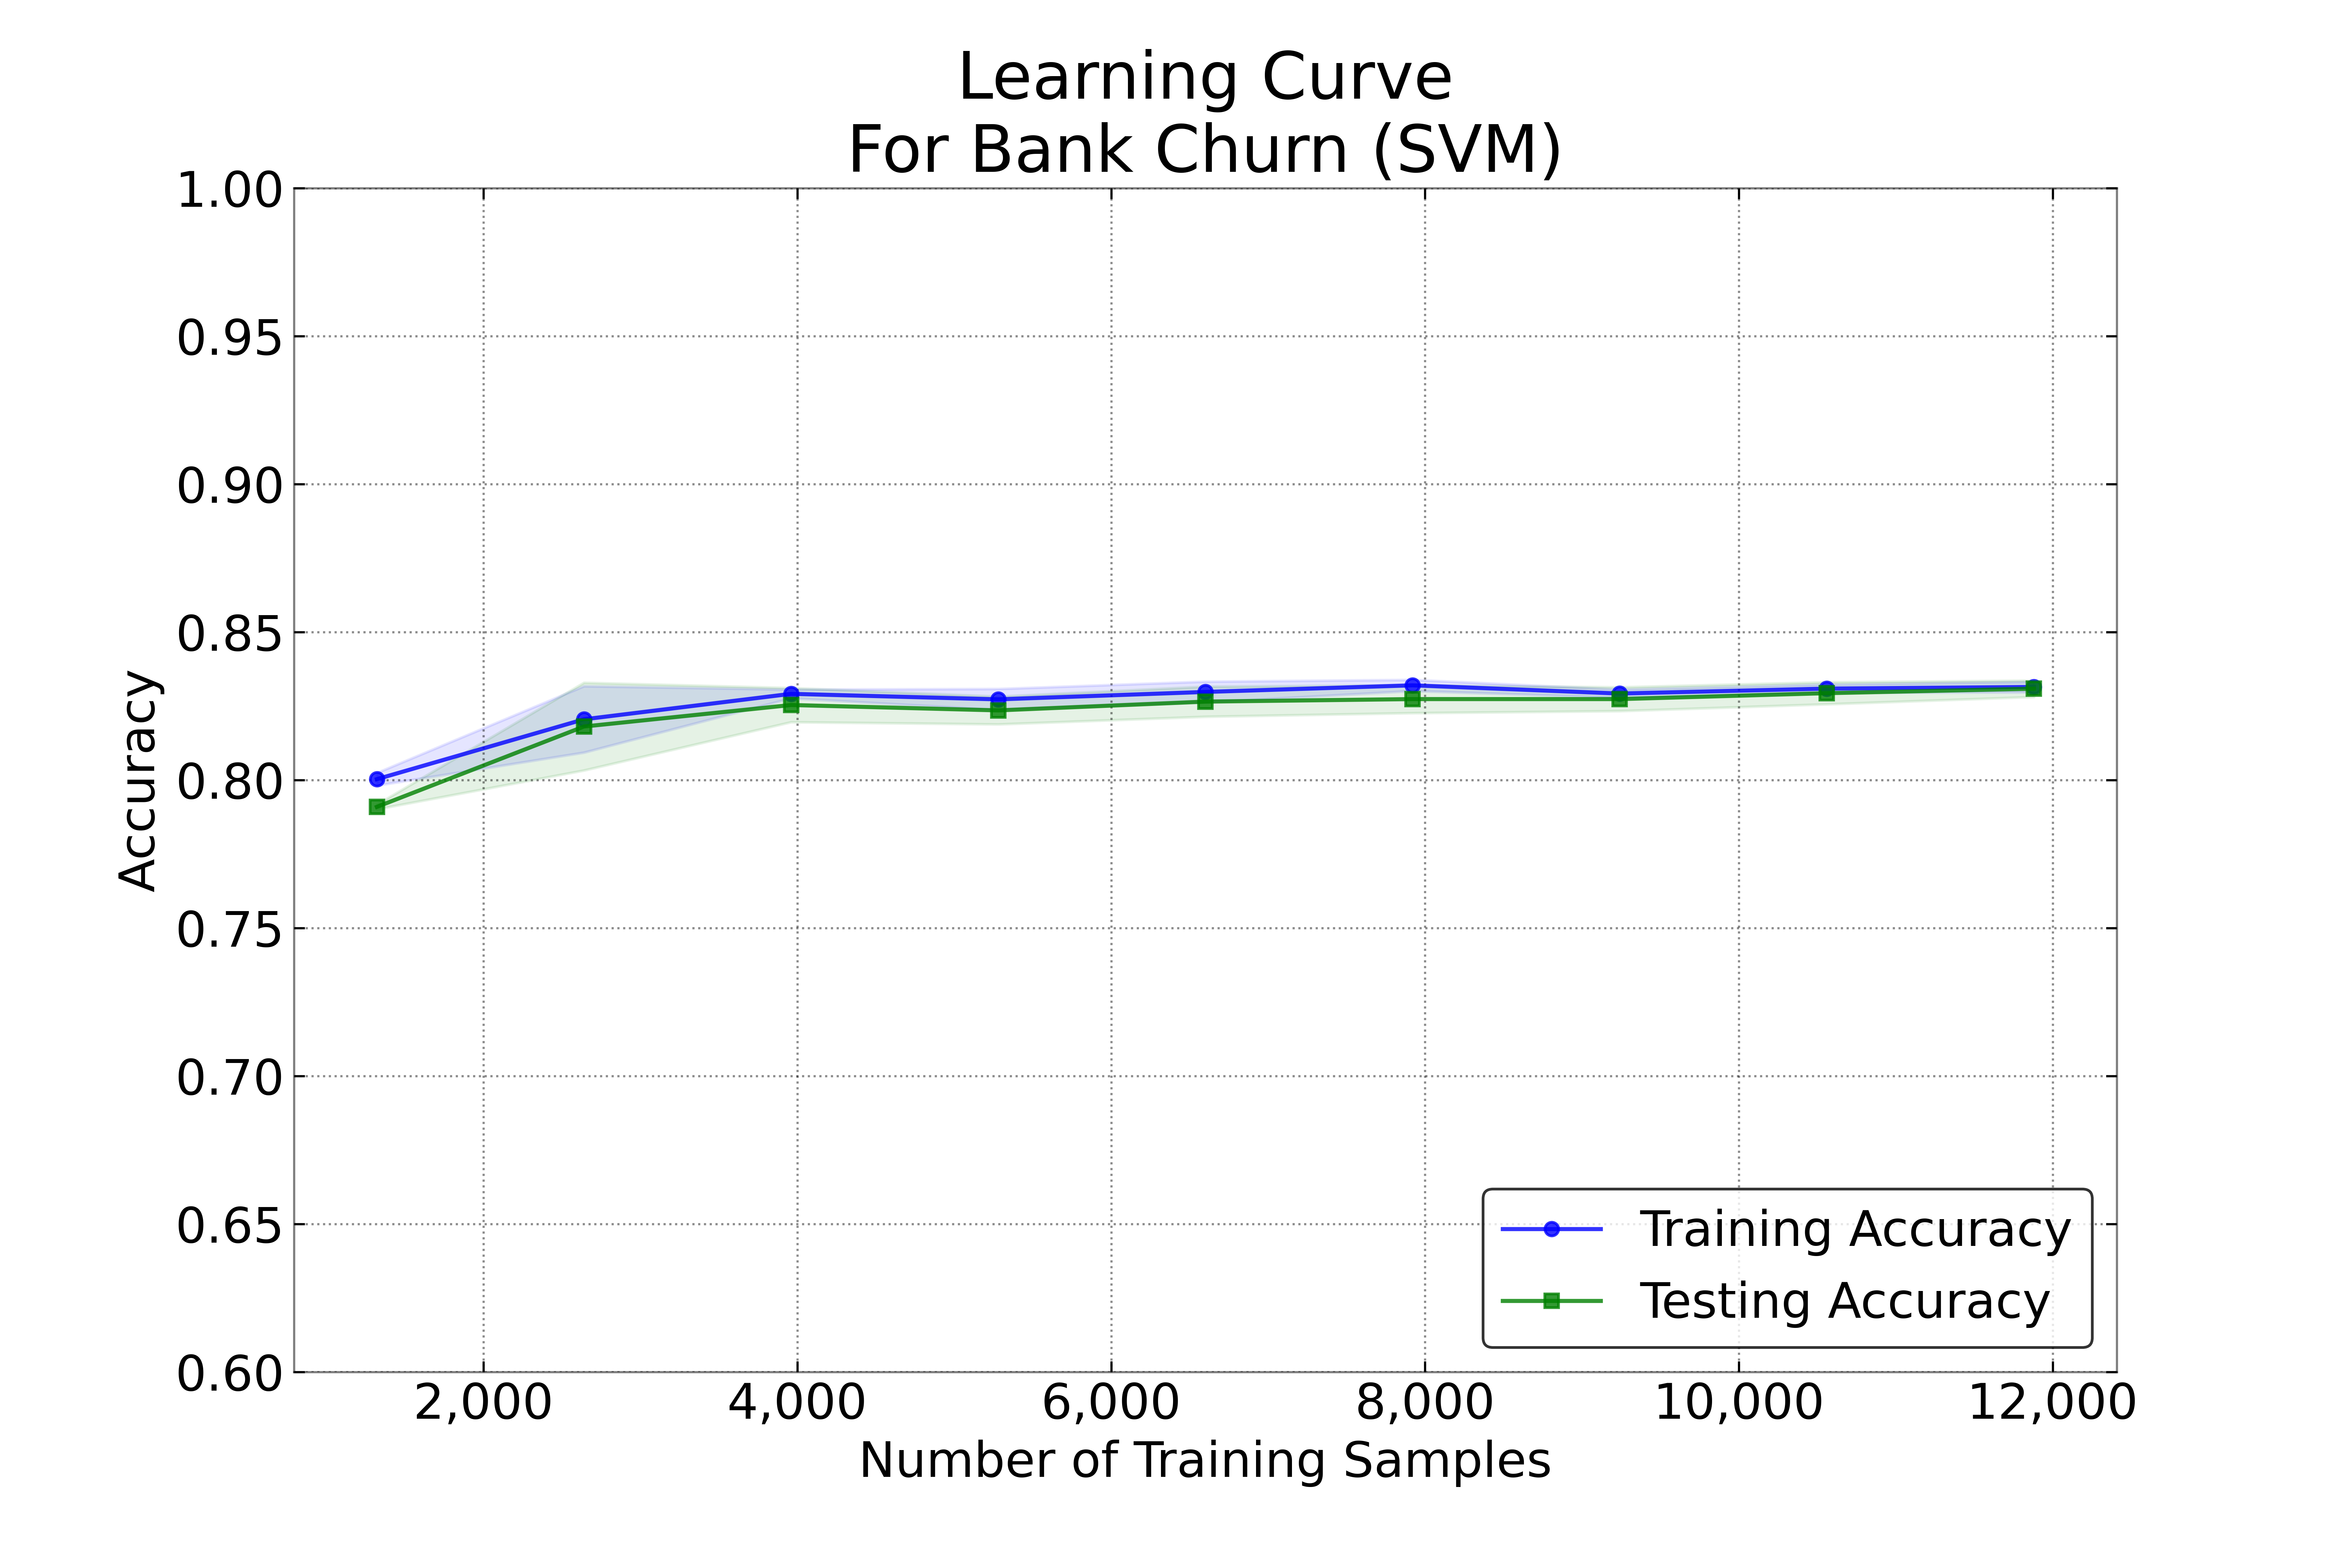 Learning Curve
For Bank Churn (SVM)
1.00
0.95
0.90
0.85
0.80
0.75
0.70
0.65
0.60
Accuracy
Training Accuracy
Testing Accuracy
2,000 4,000 6,000 8,000 10,000 12,000
Number of Training Samples